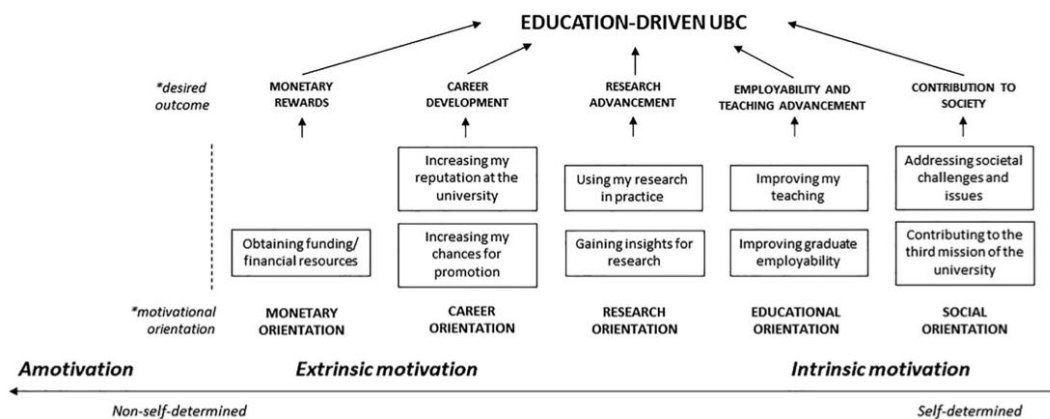 EDUCATION-DRIVEN UBC
*desired
outcome
MONETARY
REWARDS
CAREER
DEVELOPMENT
RESEARCH
ADVANCEMENT
EMPLOYABILITY AND
TEACHING ADVANCEMENT
CONTRIBUTION TO
SOCIETY
Increasing my
reputation at the
university
Using my research
in practice
Improving my
teaching
Addressing societal
challenges and
issues
Obtaining funding/
financial resources
Increasing my
chances for
promotion
Gaining insights for
research
Improving graduate
employability
Contributing to the
third mission of the
university
*motivational
orientation
MONETARY
ORIENTATION
CAREER
ORIENTATION
RESEARCH
ORIENTATION
EDUCATIONAL
ORIENTATION
SOCIAL
ORIENTATION
Amotivation
Extrinsic motivation
Intrinsic motivation
Non-self-determined
Self-determined